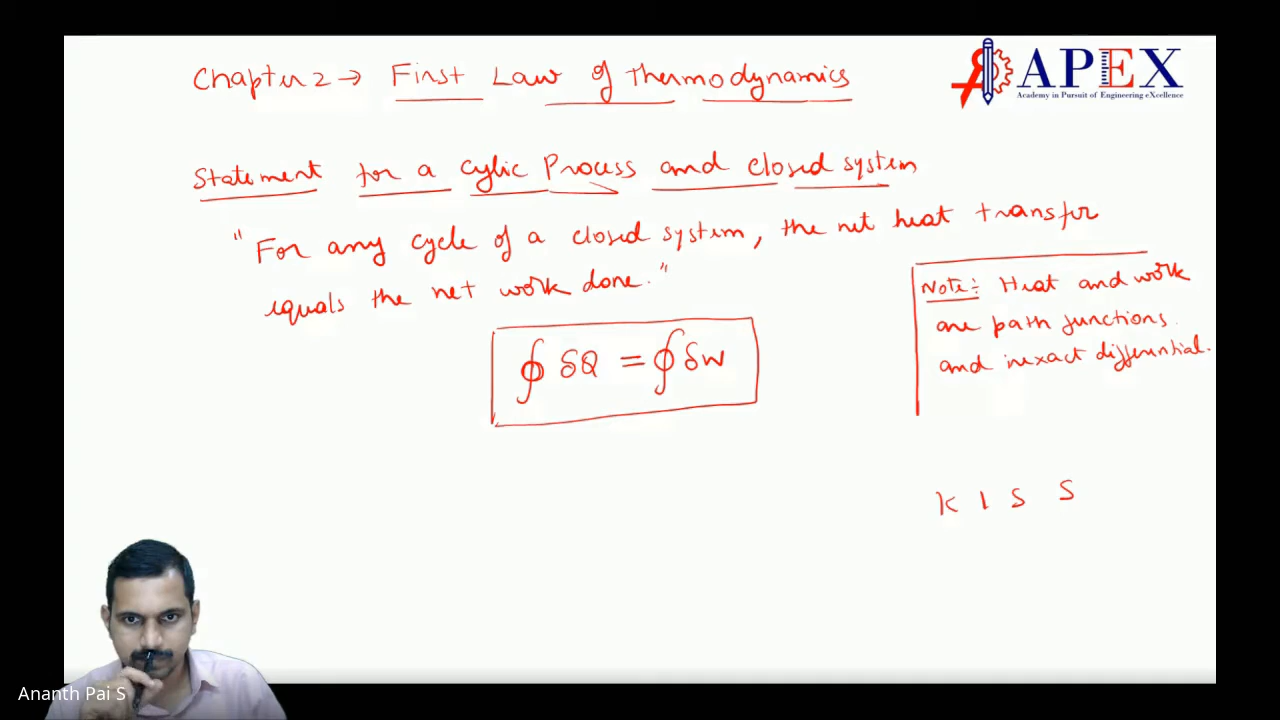 Chapter 2 → First Law of Thermodynamics
APEX
Academy in Pursuit of Engineering eXcellence
Statement for a cylic Process and closed system
"For any cycle of a closed system, the net heat transfer
equals the net work done."
∮ δQ = ∮ δW
Note:- Heat and work
are path functions.
and inexact differential.
K I S S
Ananth Pai S